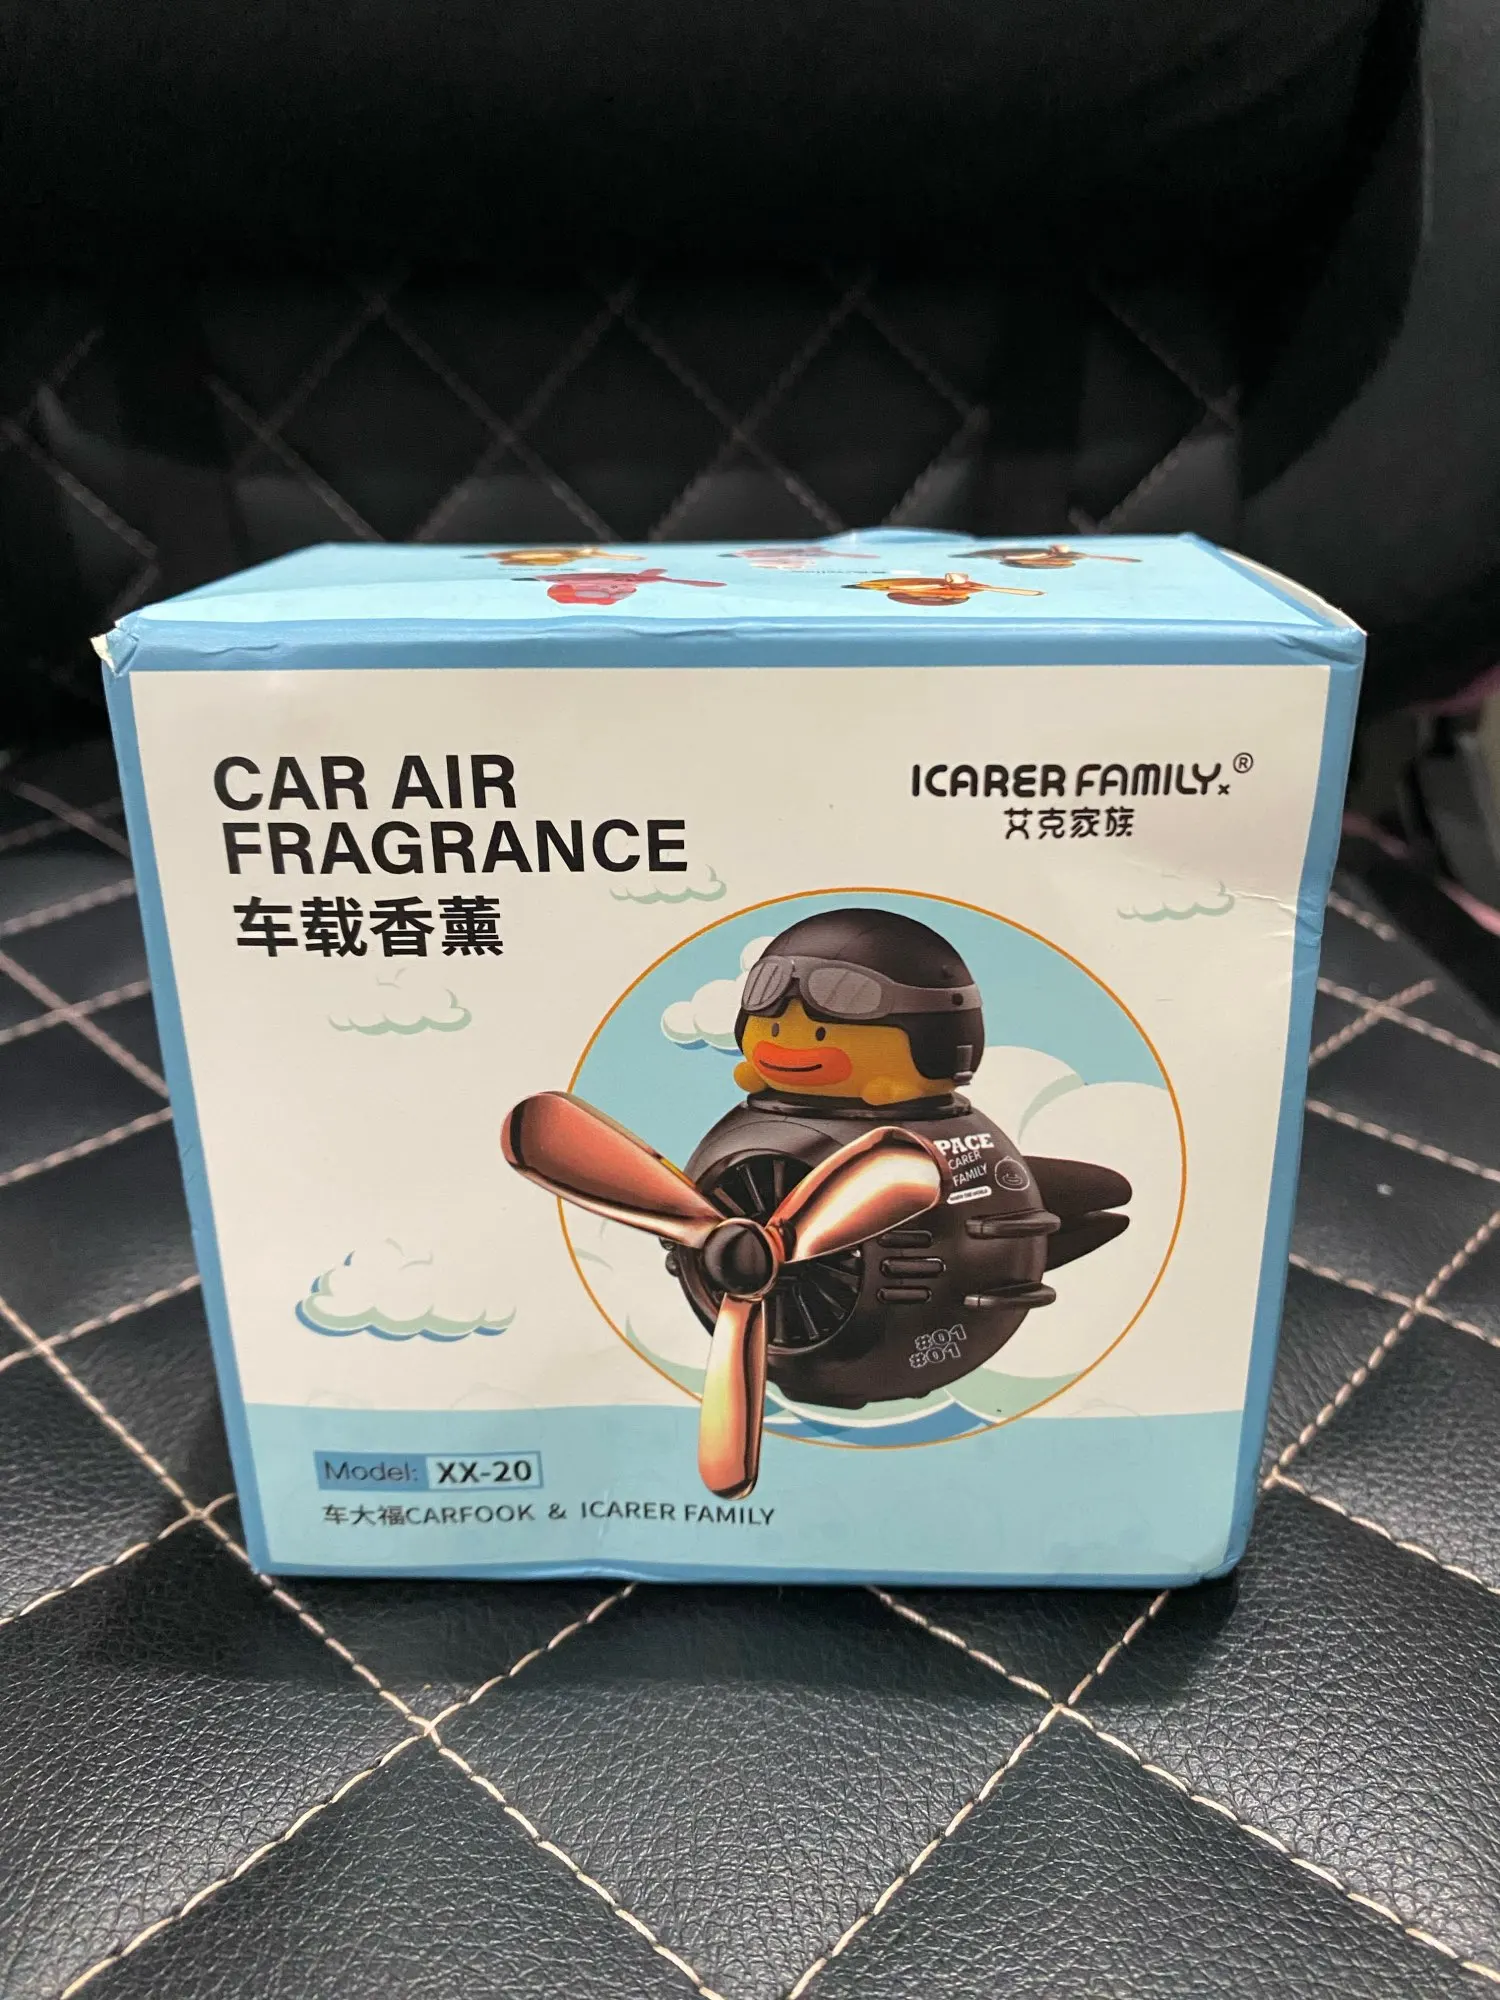 CAR AIR
FRAGRANCE
车载香薰
ICARER FAMILY®
艾克家族
PACE
CARER
FAMILY
#01
#01
Model: XX-20
车大福CARFOOK & ICARER FAMILY